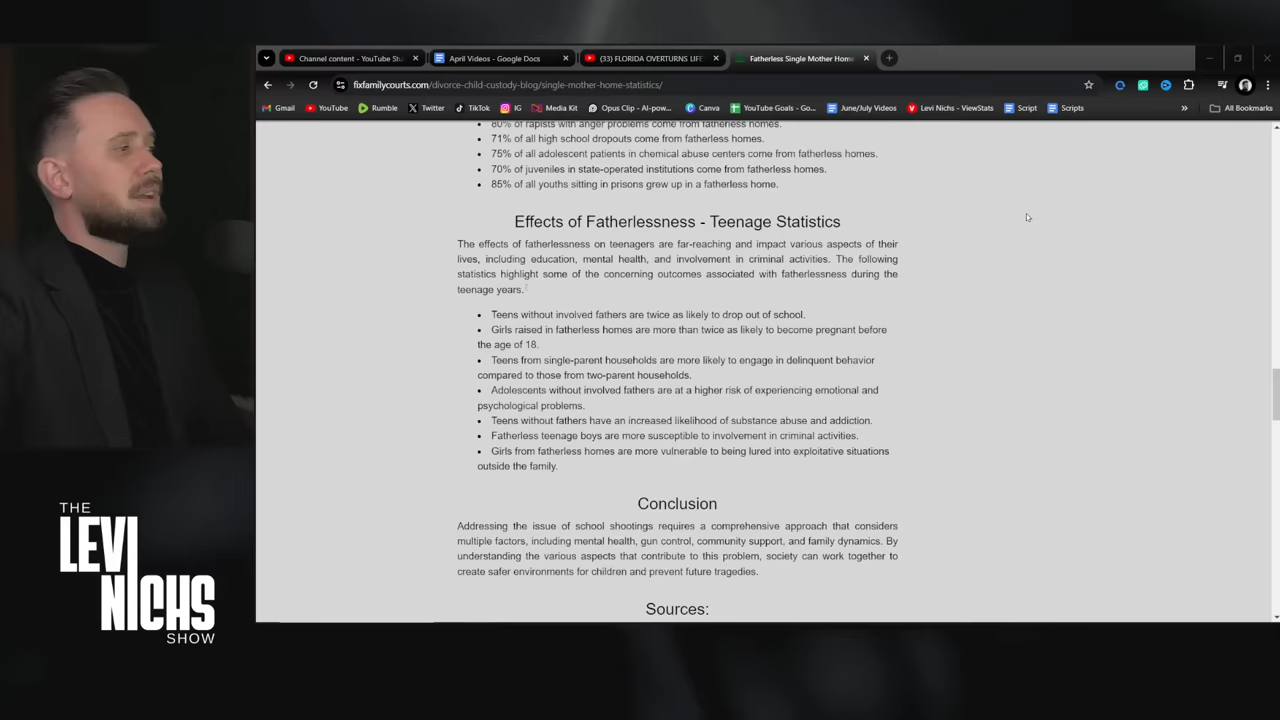 Channel content - YouTube Stu
April Videos - Google Docs
(33) FLORIDA OVERTURNS LIFE
Fatherless Single Mother Home
fixfamilycourts.com/divorce-child-custody-blog/single-mother-home-statistics/
Gmail YouTube Rumble Twitter TikTok IG Media Kit Opus Clip - AI-pow... Canva YouTube Goals - Go... June/July Videos Levi Nichs - ViewStats Script Scripts » All Bookmarks
• 80% of rapists with anger problems come from fatherless homes.
• 71% of all high school dropouts come from fatherless homes.
• 75% of all adolescent patients in chemical abuse centers come from fatherless homes.
• 70% of juveniles in state-operated institutions come from fatherless homes.
• 85% of all youths sitting in prisons grew up in a fatherless home.
Effects of Fatherlessness - Teenage Statistics
The effects of fatherlessness on teenagers are far-reaching and impact various aspects of their
lives, including education, mental health, and involvement in criminal activities. The following
statistics highlight some of the concerning outcomes associated with fatherlessness during the
teenage years.
• Teens without involved fathers are twice as likely to drop out of school.
• Girls raised in fatherless homes are more than twice as likely to become pregnant before
the age of 18.
• Teens from single-parent households are more likely to engage in delinquent behavior
compared to those from two-parent households.
• Adolescents without involved fathers are at a higher risk of experiencing emotional and
psychological problems.
• Teens without fathers have an increased likelihood of substance abuse and addiction.
• Fatherless teenage boys are more susceptible to involvement in criminal activities.
• Girls from fatherless homes are more vulnerable to being lured into exploitative situations
outside the family.
Conclusion
Addressing the issue of school shootings requires a comprehensive approach that considers
multiple factors, including mental health, gun control, community support, and family dynamics. By
understanding the various aspects that contribute to this problem, society can work together to
create safer environments for children and prevent future tragedies.
Sources:
THE
LEVI
NICHS
SHOW